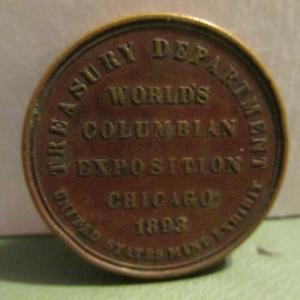 TREASURY DEPARTMENT
WORLD'S
COLUMBIAN
EXPOSITION
CHICAGO
1893
UNITED STATES MINT EXHIBIT